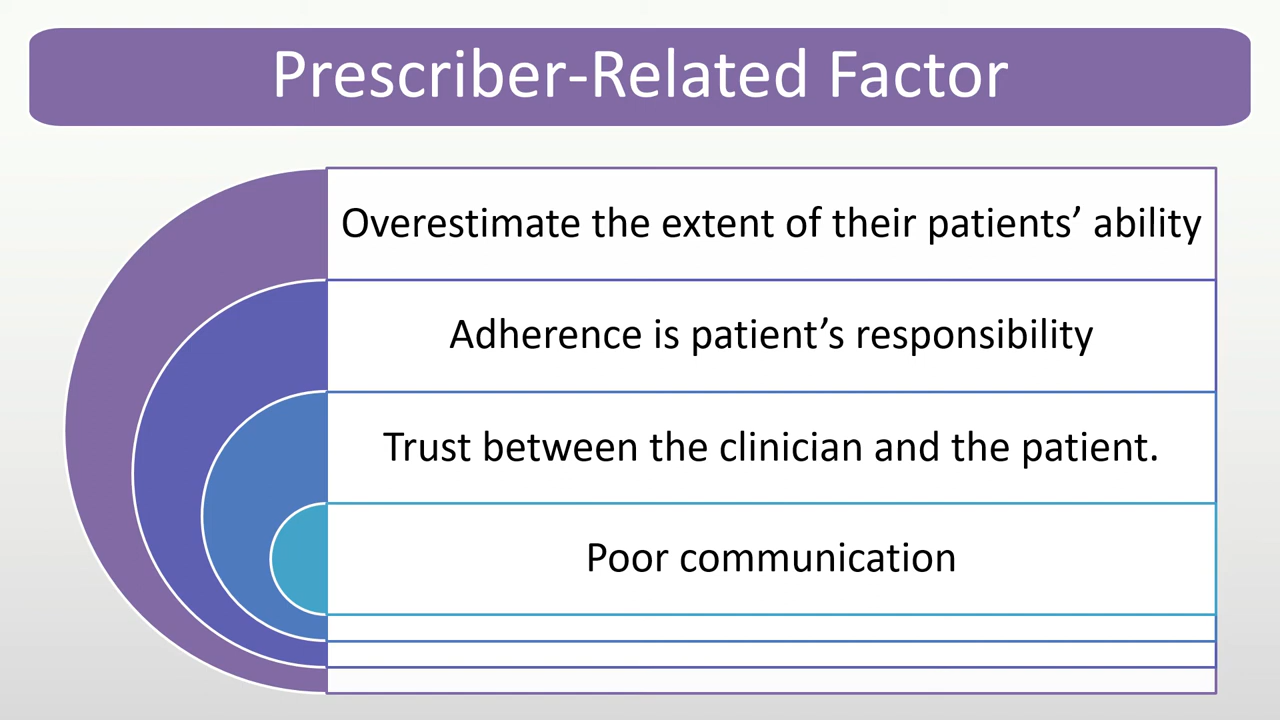 Prescriber-Related Factor
Overestimate the extent of their patients’ ability
Adherence is patient’s responsibility
Trust between the clinician and the patient.
Poor communication